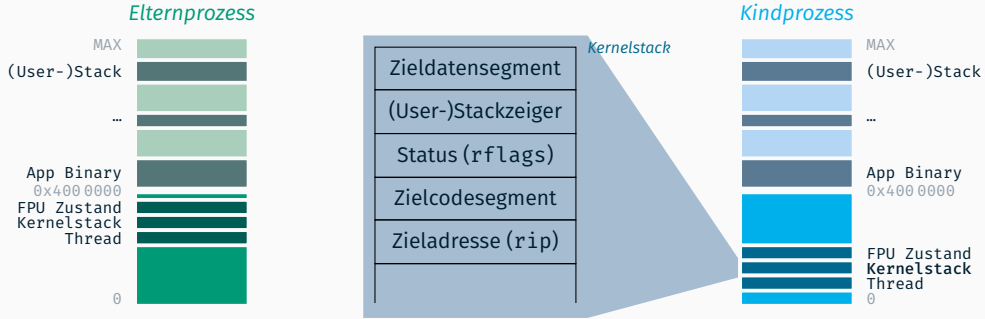 Elternprozess
MAX
(User-)Stack
…
App Binary
0x400 0000
FPU Zustand
Kernelstack
Thread
0
Kernelstack
Zieldatensegment
(User-)Stackzeiger
Status (rflags)
Zielcodesegment
Zieladresse (rip)
Kindprozess
MAX
(User-)Stack
…
App Binary
0x400 0000
FPU Zustand
Kernelstack
Thread
0